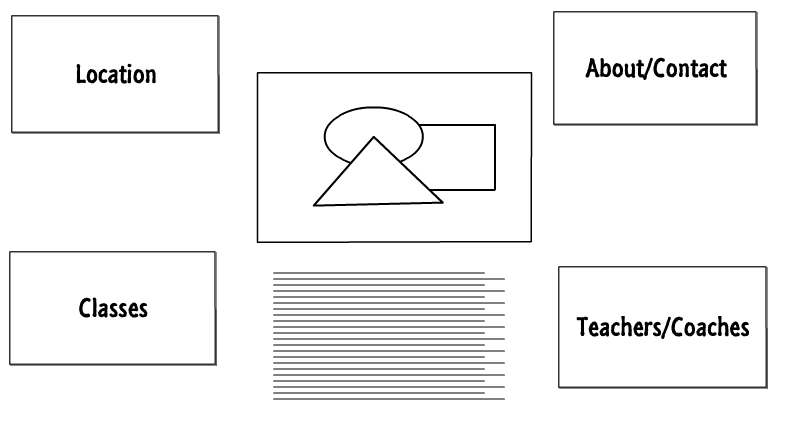 Location
About/Contact
Classes
Teachers/Coaches